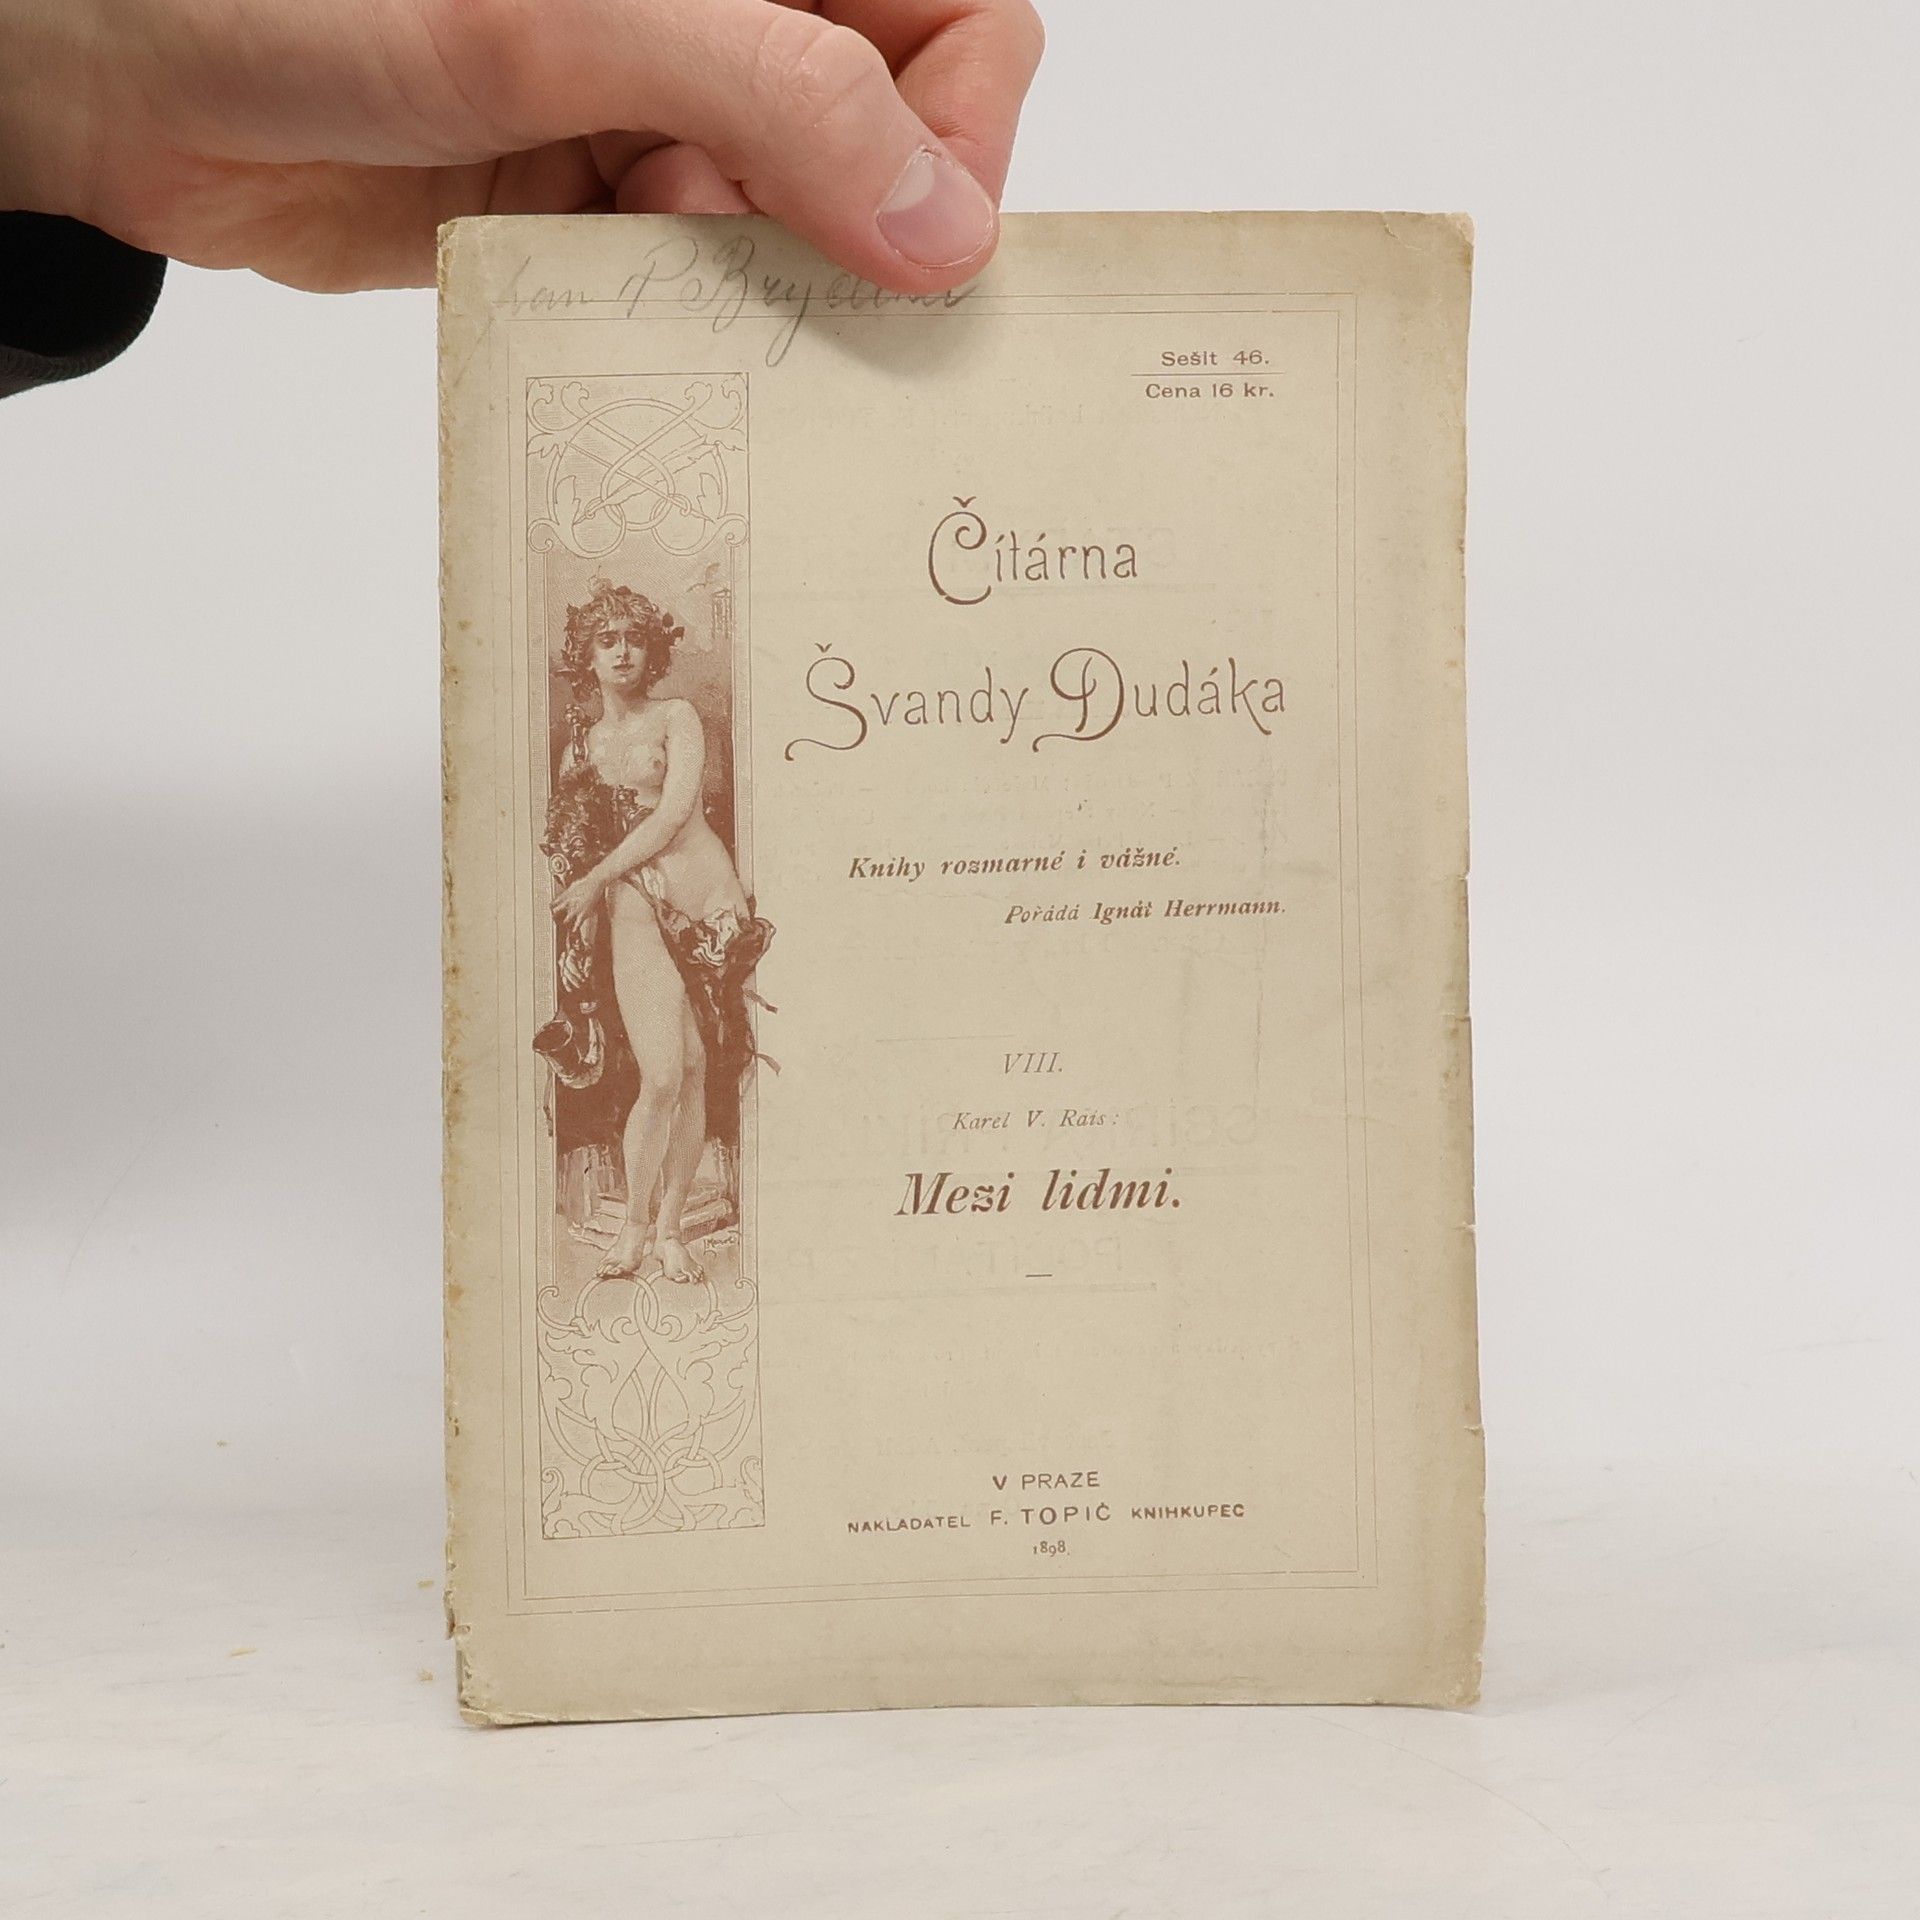 P
Sešit 46.
Cena 16 kr.
Čítárna
Švandy Dudáka
Knihy rozmarné i vážné.
Pořádá Ignát Herrmann.
VIII.
Karel V. Rais:
Mezi lidmi.
V PRAZE
NAKLADATEL F. TOPIČ KNIHKUPEC
1898.